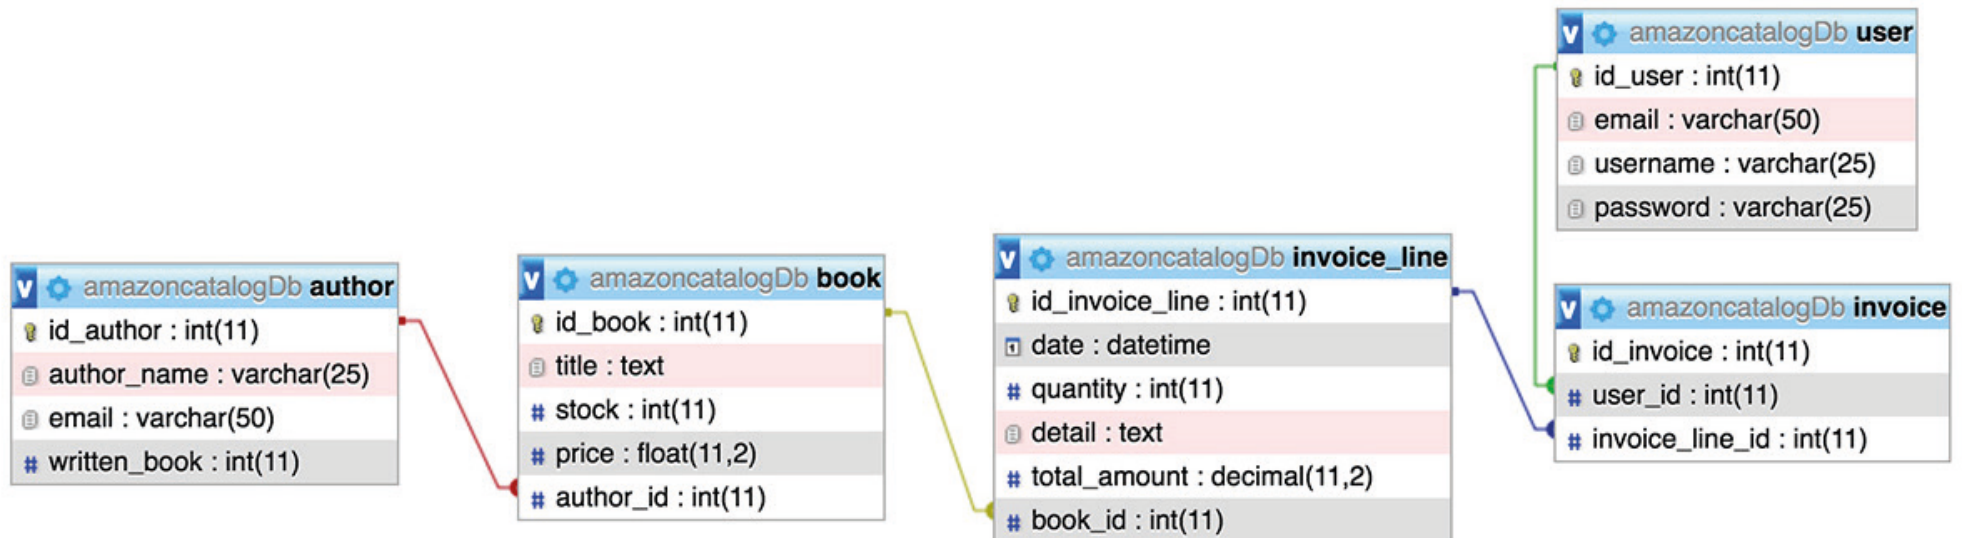 amazoncatalogDb author
id_author : int(11)
author_name : varchar(25)
email : varchar(50)
written_book : int(11)
amazoncatalogDb book
id_book : int(11)
title : text
stock : int(11)
price : float(11,2)
author_id : int(11)
amazoncatalogDb invoice_line
id_invoice_line : int(11)
date : datetime
quantity : int(11)
detail : text
total_amount : decimal(11,2)
book_id : int(11)
amazoncatalogDb user
id_user : int(11)
email : varchar(50)
username : varchar(25)
password : varchar(25)
amazoncatalogDb invoice
id_invoice : int(11)
user_id : int(11)
invoice_line_id : int(11)